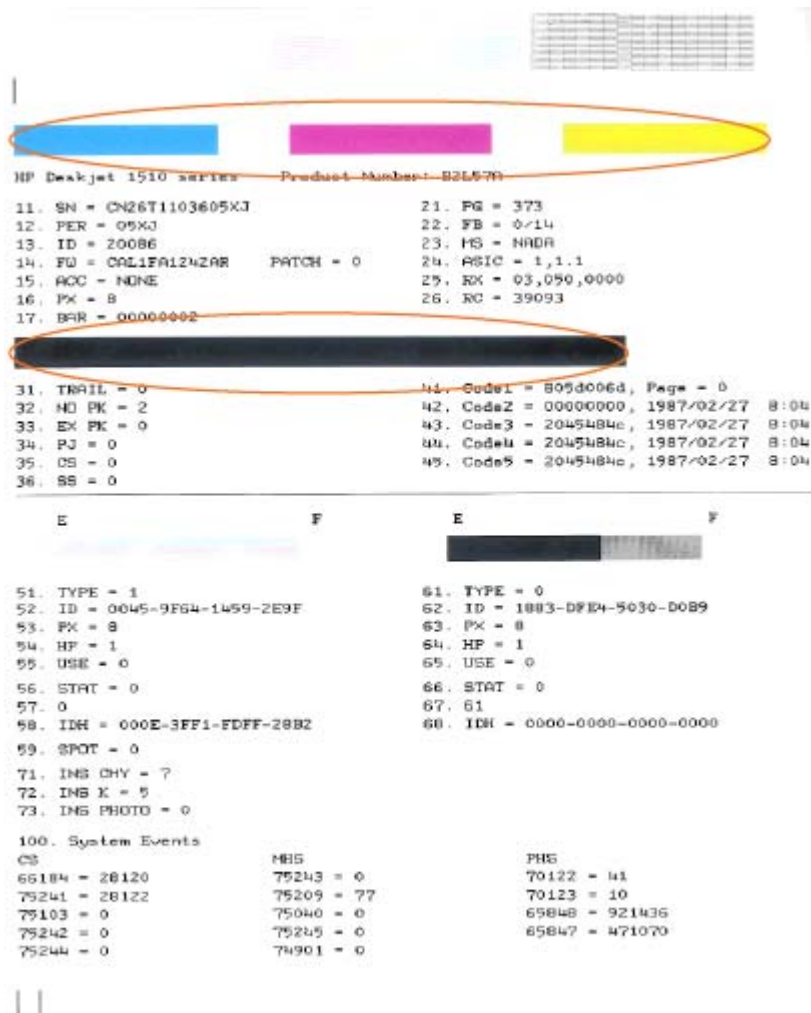 HP Deskjet 1510 series Product Number: B2L57A
11. SN = CN26T1103605XJ 21. PG = 373
12. PER = 05XJ 22. FB = 0/14
13. ID = 20086 23. MS = NADA
14. FW = CAL1FA1242AR PATCH = 0 24. ASIC = 1,1.1
15. ACC = NONE 25. RX = 03,050,0000
16. PX = 8 26. RC = 39093
17. BAR = 00000002
31. TRAIL = 0 41. Code1 = 805d006d, Page = 0
32. NO PK = 2 42. Code2 = 00000000, 1987/02/27 8:04
33. EX PK = 0 43. Code3 = 2045484c, 1987/02/27 8:04
34. PJ = 0 44. Code4 = 2045484c, 1987/02/27 8:04
35. CS = 0 45. Code5 = 2045484c, 1987/02/27 8:04
36. SS = 0
E F E F
51. TYPE = 1 61. TYPE = 0
52. ID = 0045-9F64-1459-2E9F 62. ID = 1883-DFE4-5030-D0B9
53. PX = 8 63. PX = 8
54. HP = 1 64. HP = 1
55. USE = 0 65. USE = 0
56. STAT = 0 66. STAT = 0
57. 0 67. 61
58. IDH = 000E-3FF1-FDFF-28B2 68. IDH = 0000-0000-0000-0000
59. SPOT = 0
71. INS CMY = 7
72. INS K = 5
73. INS PHOTO = 0
100. System Events
CS MHS PHS
66184 = 28120 75243 = 0 70122 = 41
75241 = 28122 75209 = 77 70123 = 10
75103 = 0 75040 = 0 65848 = 921436
75242 = 0 75245 = 0 65847 = 471070
75244 = 0 74901 = 0